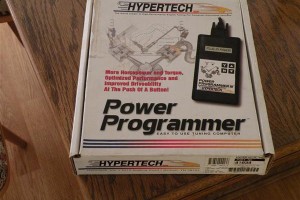 HYPERTECH
More Horsepower and Torque,
Optimized Performance and
Improved Driveability
At The Push Of A Button!
Power
Programmer
EASY TO USE TUNING COMPUTER
HYPERTECH